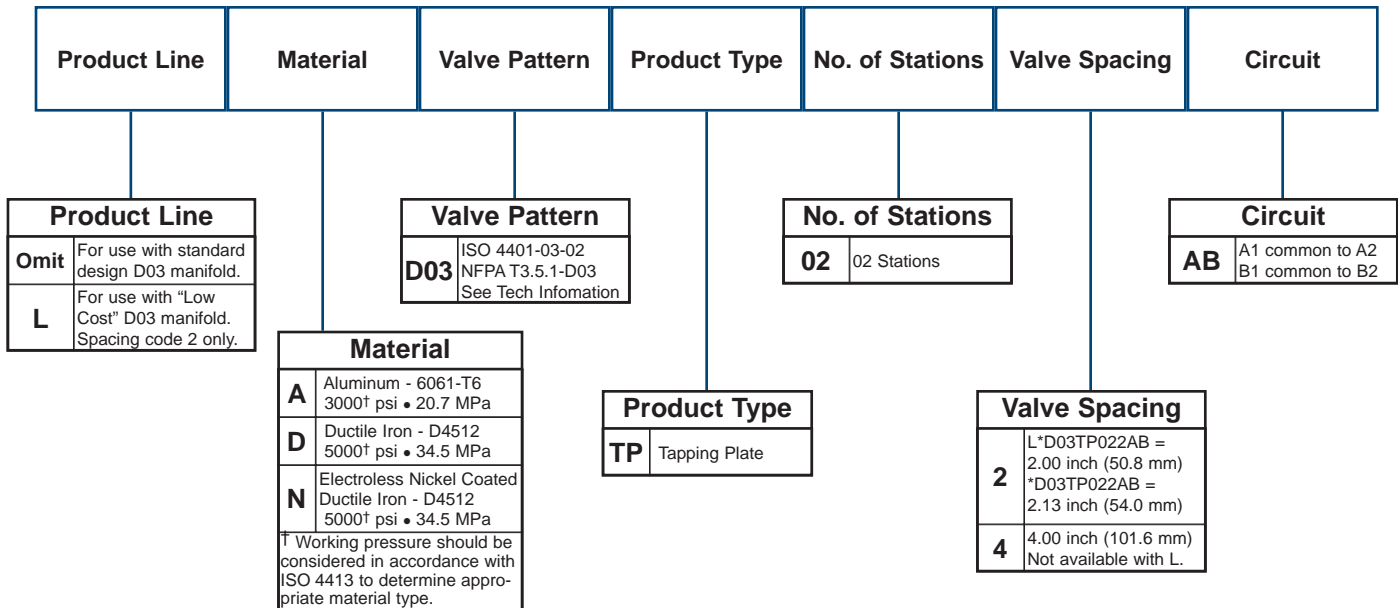 Product Line
Material
Valve Pattern
Product Type
No. of Stations
Valve Spacing
Circuit
Product Line
Omit
For use with standard
design D03 manifold.
L
For use with “Low
Cost” D03 manifold.
Spacing code 2 only.
Material
A
Aluminum - 6061-T6
3000† psi • 20.7 MPa
D
Ductile Iron - D4512
5000† psi • 34.5 MPa
N
Electroless Nickel Coated
Ductile Iron - D4512
5000† psi • 34.5 MPa
† Working pressure should be
considered in accordance with
ISO 4413 to determine appro-
priate material type.
Valve Pattern
D03
ISO 4401-03-02
NFPA T3.5.1-D03
See Tech Infomation
Product Type
TP
Tapping Plate
No. of Stations
02
02 Stations
Valve Spacing
2
L*D03TP022AB =
2.00 inch (50.8 mm)
*D03TP022AB =
2.13 inch (54.0 mm)
4
4.00 inch (101.6 mm)
Not available with L.
Circuit
AB
A1 common to A2
B1 common to B2